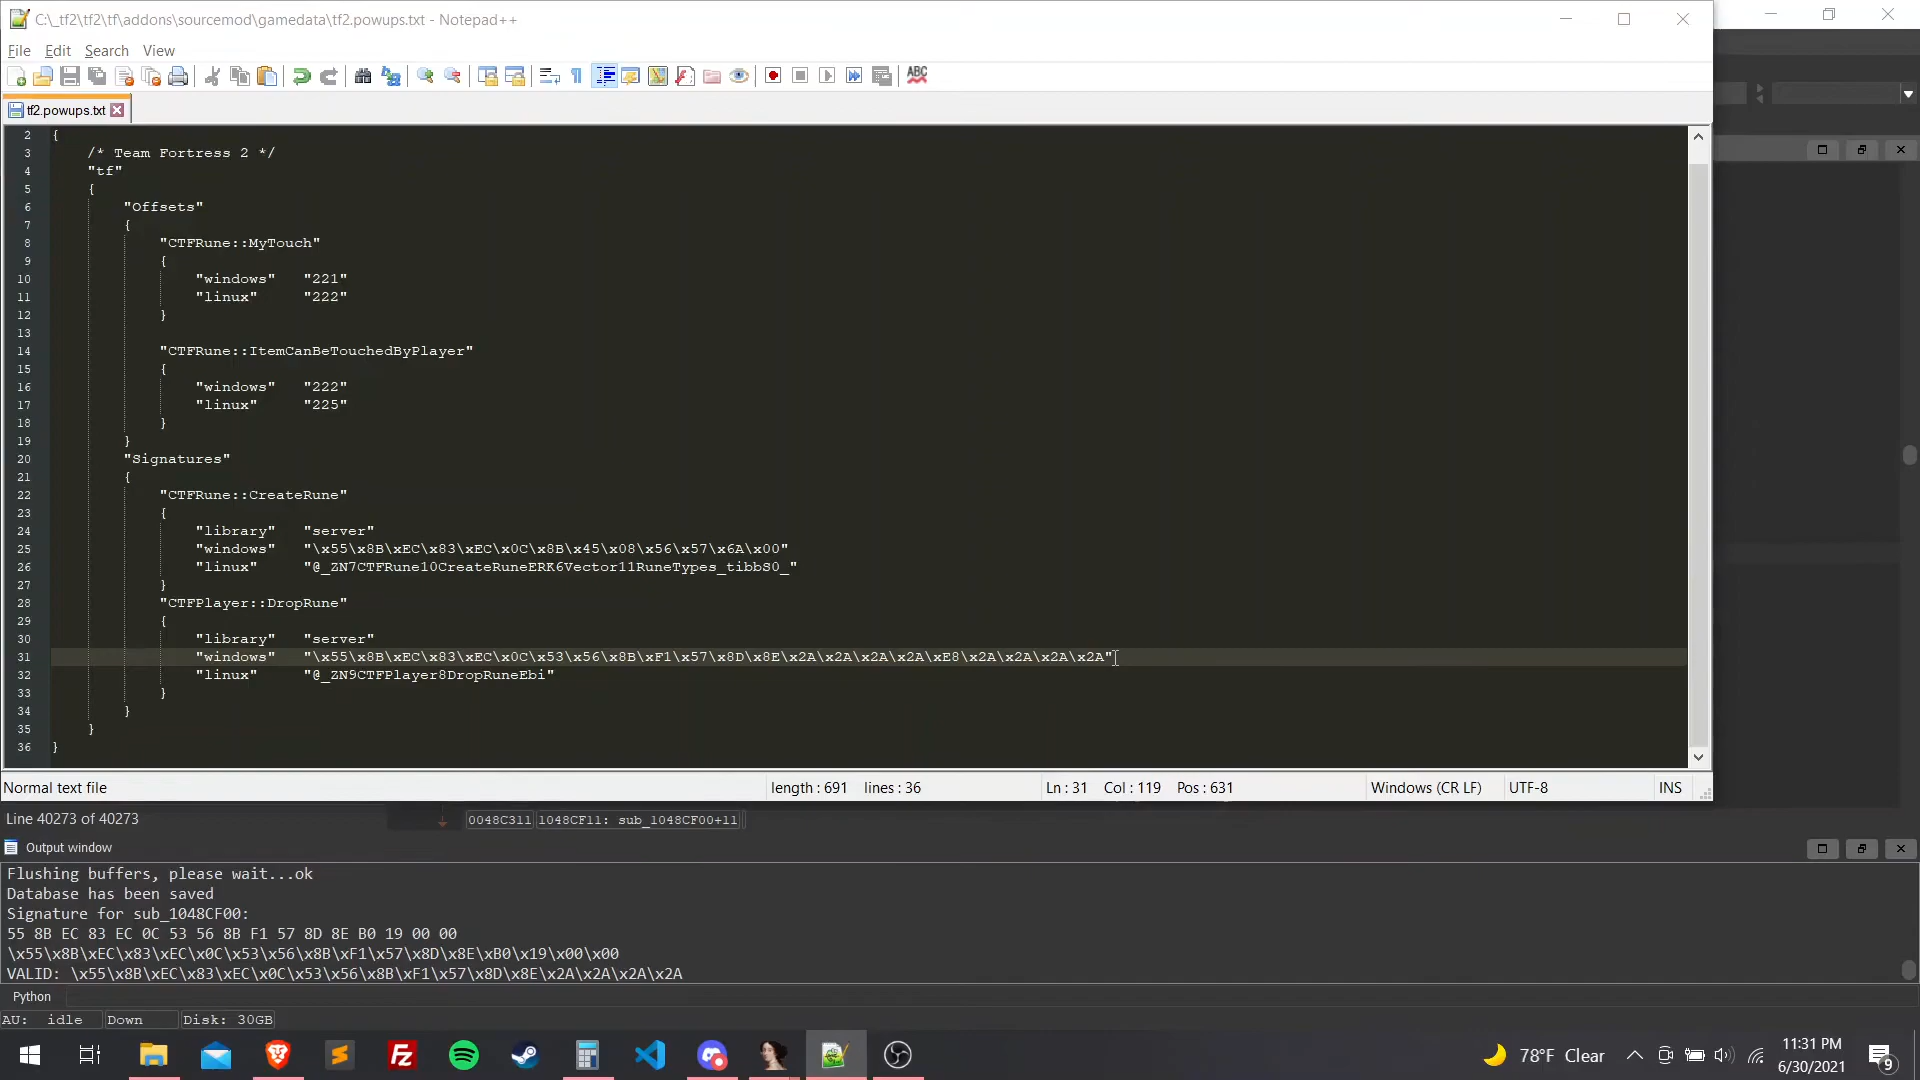 C:\_tf2\tf2\tf\addons\sourcemod\gamedata\tf2.powups.txt - Notepad++
File Edit Search View
ABC
tf2.powups.txt
2 {
3 /* Team Fortress 2 */
4 "tf"
5 {
6 "Offsets"
7 {
8 "CTFRune::MyTouch"
9 {
10 "windows" "221"
11 "linux" "222"
12 }
13
14 "CTFRune::ItemCanBeTouchedByPlayer"
15 {
16 "windows" "222"
17 "linux" "225"
18 }
19 }
20 "Signatures"
21 {
22 "CTFRune::CreateRune"
23 {
24 "library" "server"
25 "windows" "\x55\x8B\xEC\x83\xEC\x0C\x8B\x45\x08\x56\x57\x6A\x00"
26 "linux" "@_ZN7CTFRune10CreateRuneERK6Vector11RuneTypes_tibbS0_"
27 }
28 "CTFPlayer::DropRune"
29 {
30 "library" "server"
31 "windows" "\x55\x8B\xEC\x83\xEC\x0C\x53\x56\x8B\xF1\x57\x8D\x8E\x2A\x2A\x2A\x2A\xE8\x2A\x2A\x2A\x2A"
32 "linux" "@_ZN9CTFPlayer8DropRuneEbi"
33 }
34 }
35 }
36 }
Normal text file length : 691 lines : 36 Ln : 31 Col : 119 Pos : 631 Windows (CR LF) UTF-8 INS
Line 40273 of 40273 0048C311 1048CF11: sub_1048CF00+11
Output window
Flushing buffers, please wait...ok
Database has been saved
Signature for sub_1048CF00:
55 8B EC 83 EC 0C 53 56 8B F1 57 8D 8E B0 19 00 00
\x55\x8B\xEC\x83\xEC\x0C\x53\x56\x8B\xF1\x57\x8D\x8E\xB0\x19\x00\x00
VALID: \x55\x8B\xEC\x83\xEC\x0C\x53\x56\x8B\xF1\x57\x8D\x8E\x2A\x2A\x2A\x2A
Python
AU: idle Down Disk: 30GB
78°F Clear 11:31 PM
6/30/2021
9